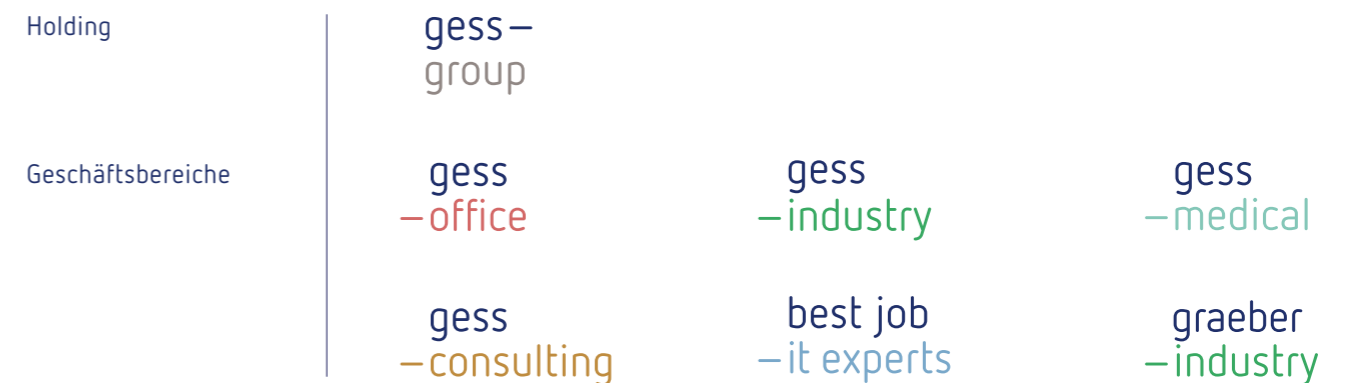 Holding
gess –
group
Geschäftsbereiche
gess
– office
gess
– industry
gess
– medical
gess
– consulting
best job
– it experts
graeber
– industry